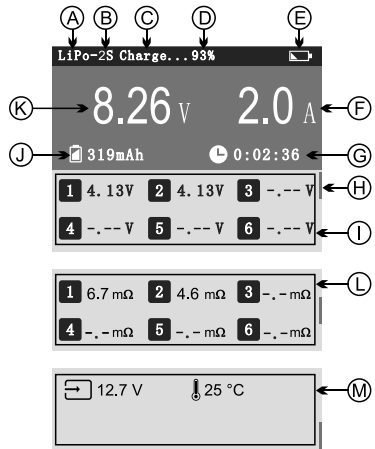 A B C D E
LiPo-2S Charge...93%
K 8.26 V 2.0 A F
J 319mAh 0:02:36 G
1 4.13V 2 4.13V 3 -.-- V H
4 -.-- V 5 -.-- V 6 -.-- V I
1 6.7 mΩ 2 4.6 mΩ 3 -.- mΩ L
4 -.- mΩ 5 -.- mΩ 6 -.- mΩ
12.7 V 25 °C M